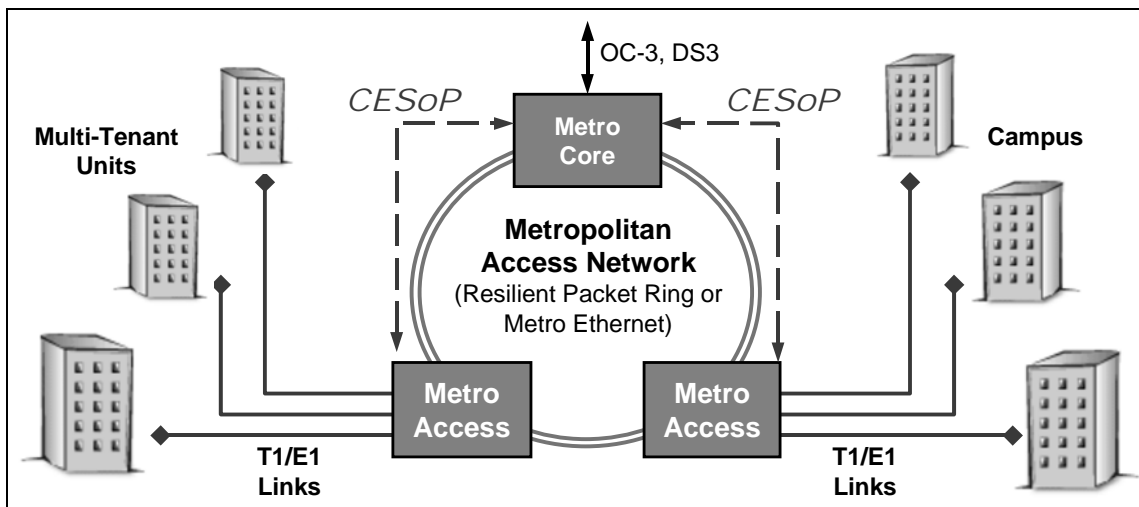 OC-3, DS3
CESoP
CESoP
Metro
Core
Multi-Tenant
Units
Campus
Metropolitan
Access Network
(Resilient Packet Ring or
Metro Ethernet)
Metro
Access
Metro
Access
T1/E1
Links
T1/E1
Links